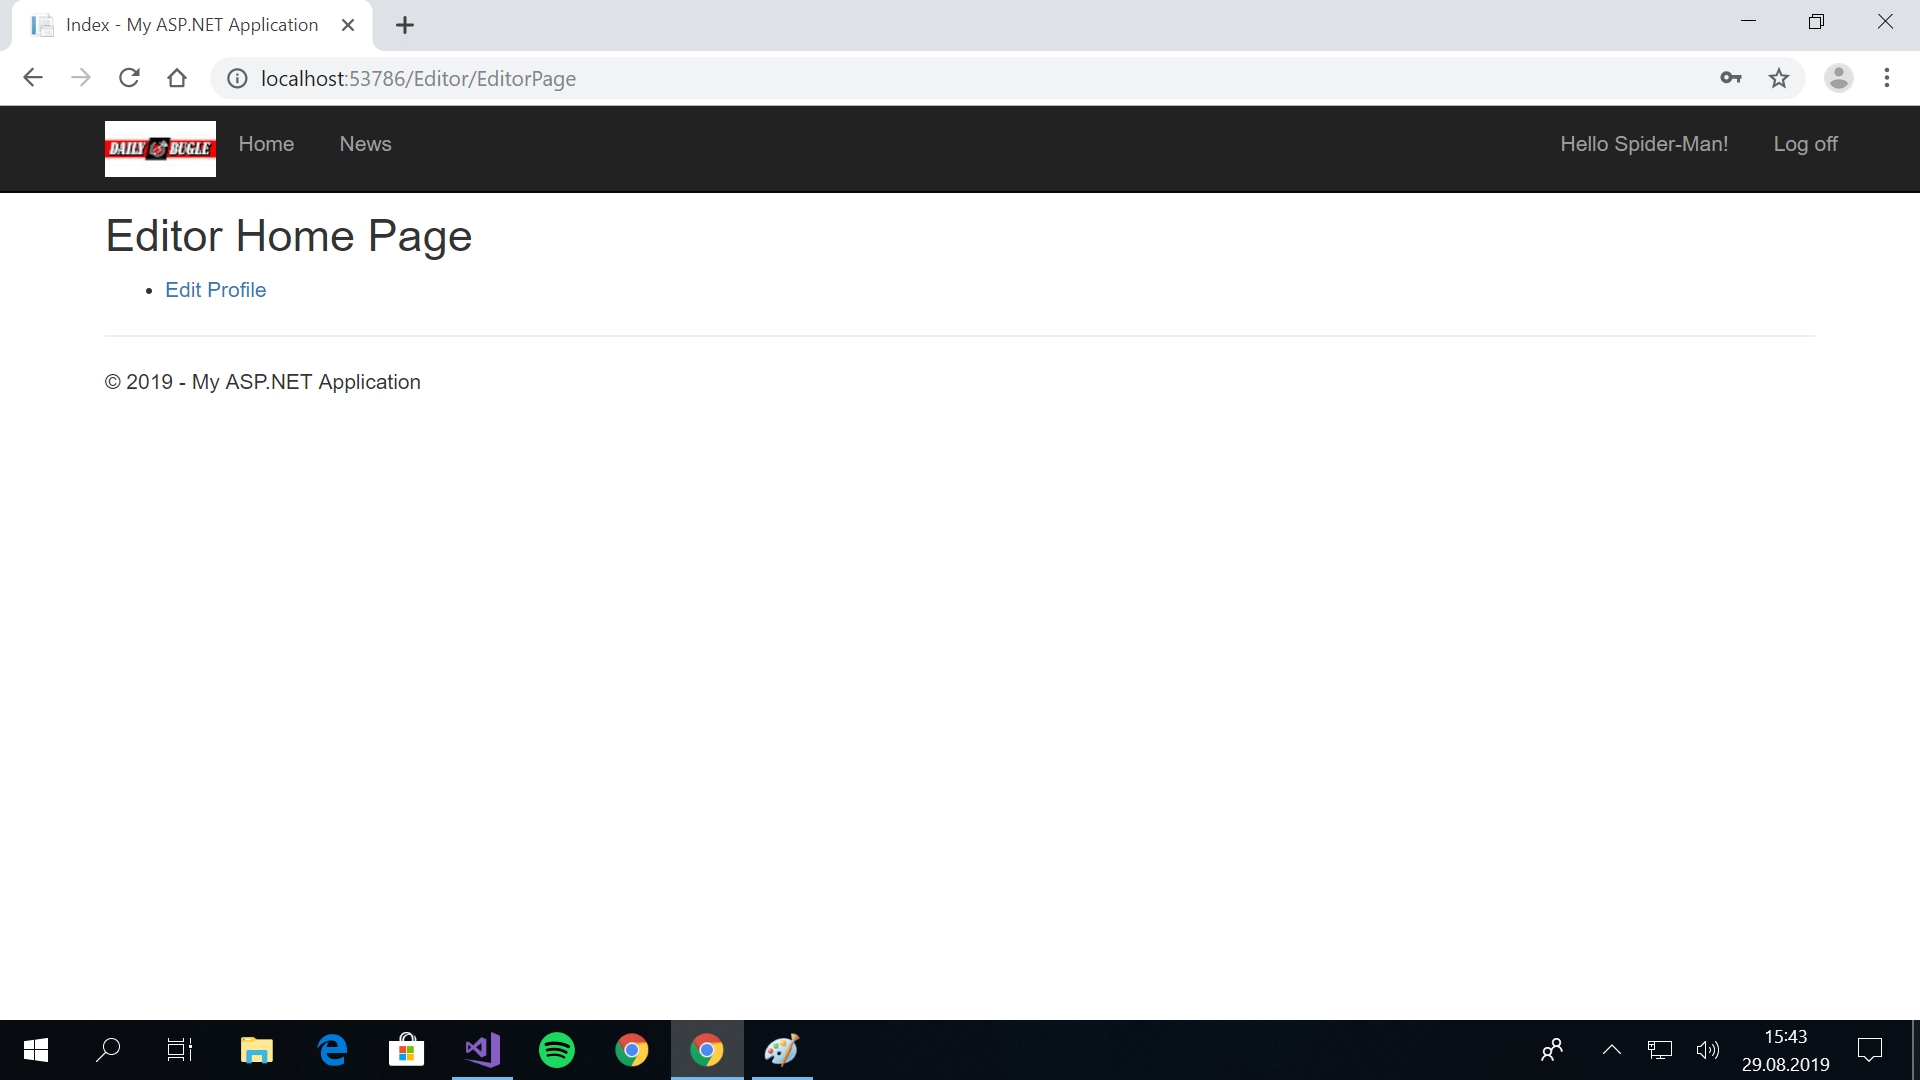 Index - My ASP.NET Application
localhost:53786/Editor/EditorPage
DAILY BUGLE
Home
News
Hello Spider-Man!
Log off
Editor Home Page
Edit Profile
© 2019 - My ASP.NET Application
15:43
29.08.2019